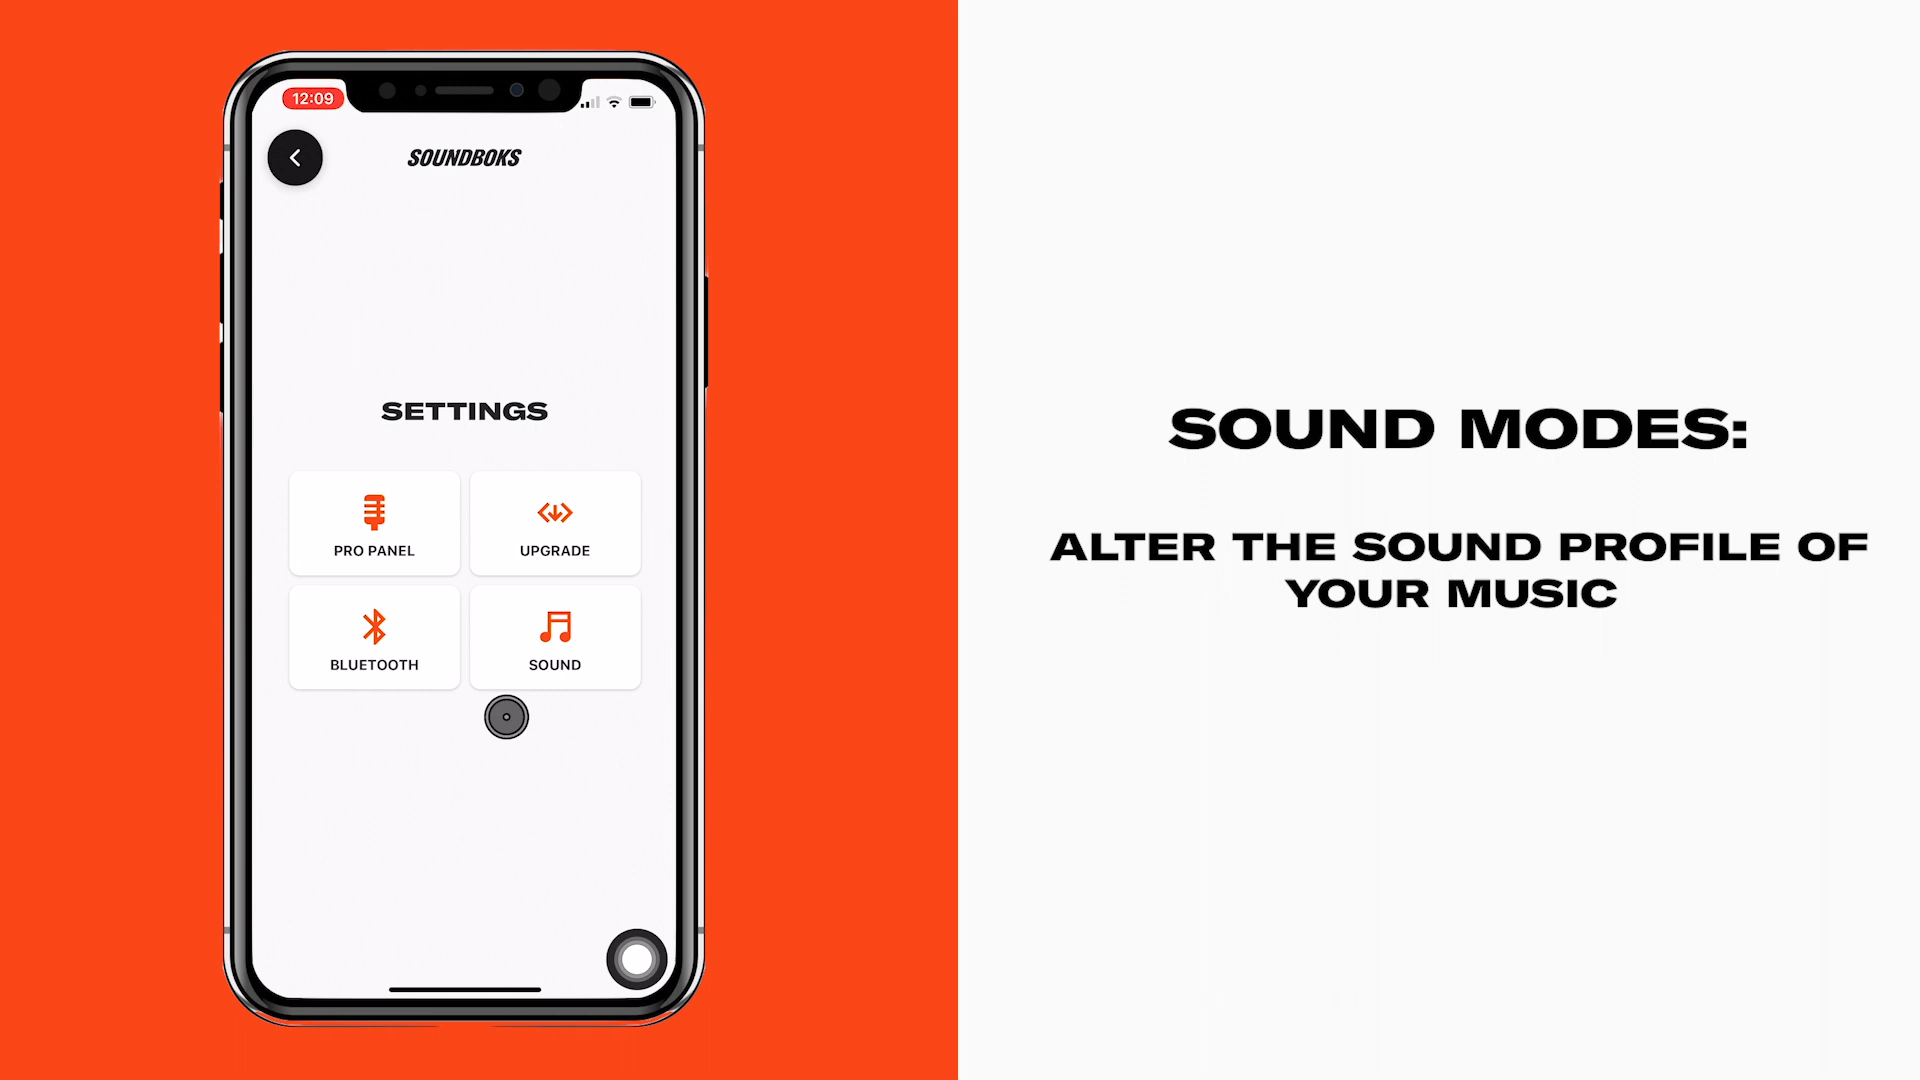 12:09
SOUNDBOKS
SETTINGS
PRO PANEL
UPGRADE
BLUETOOTH
SOUND
SOUND MODES:
ALTER THE SOUND PROFILE OF
YOUR MUSIC